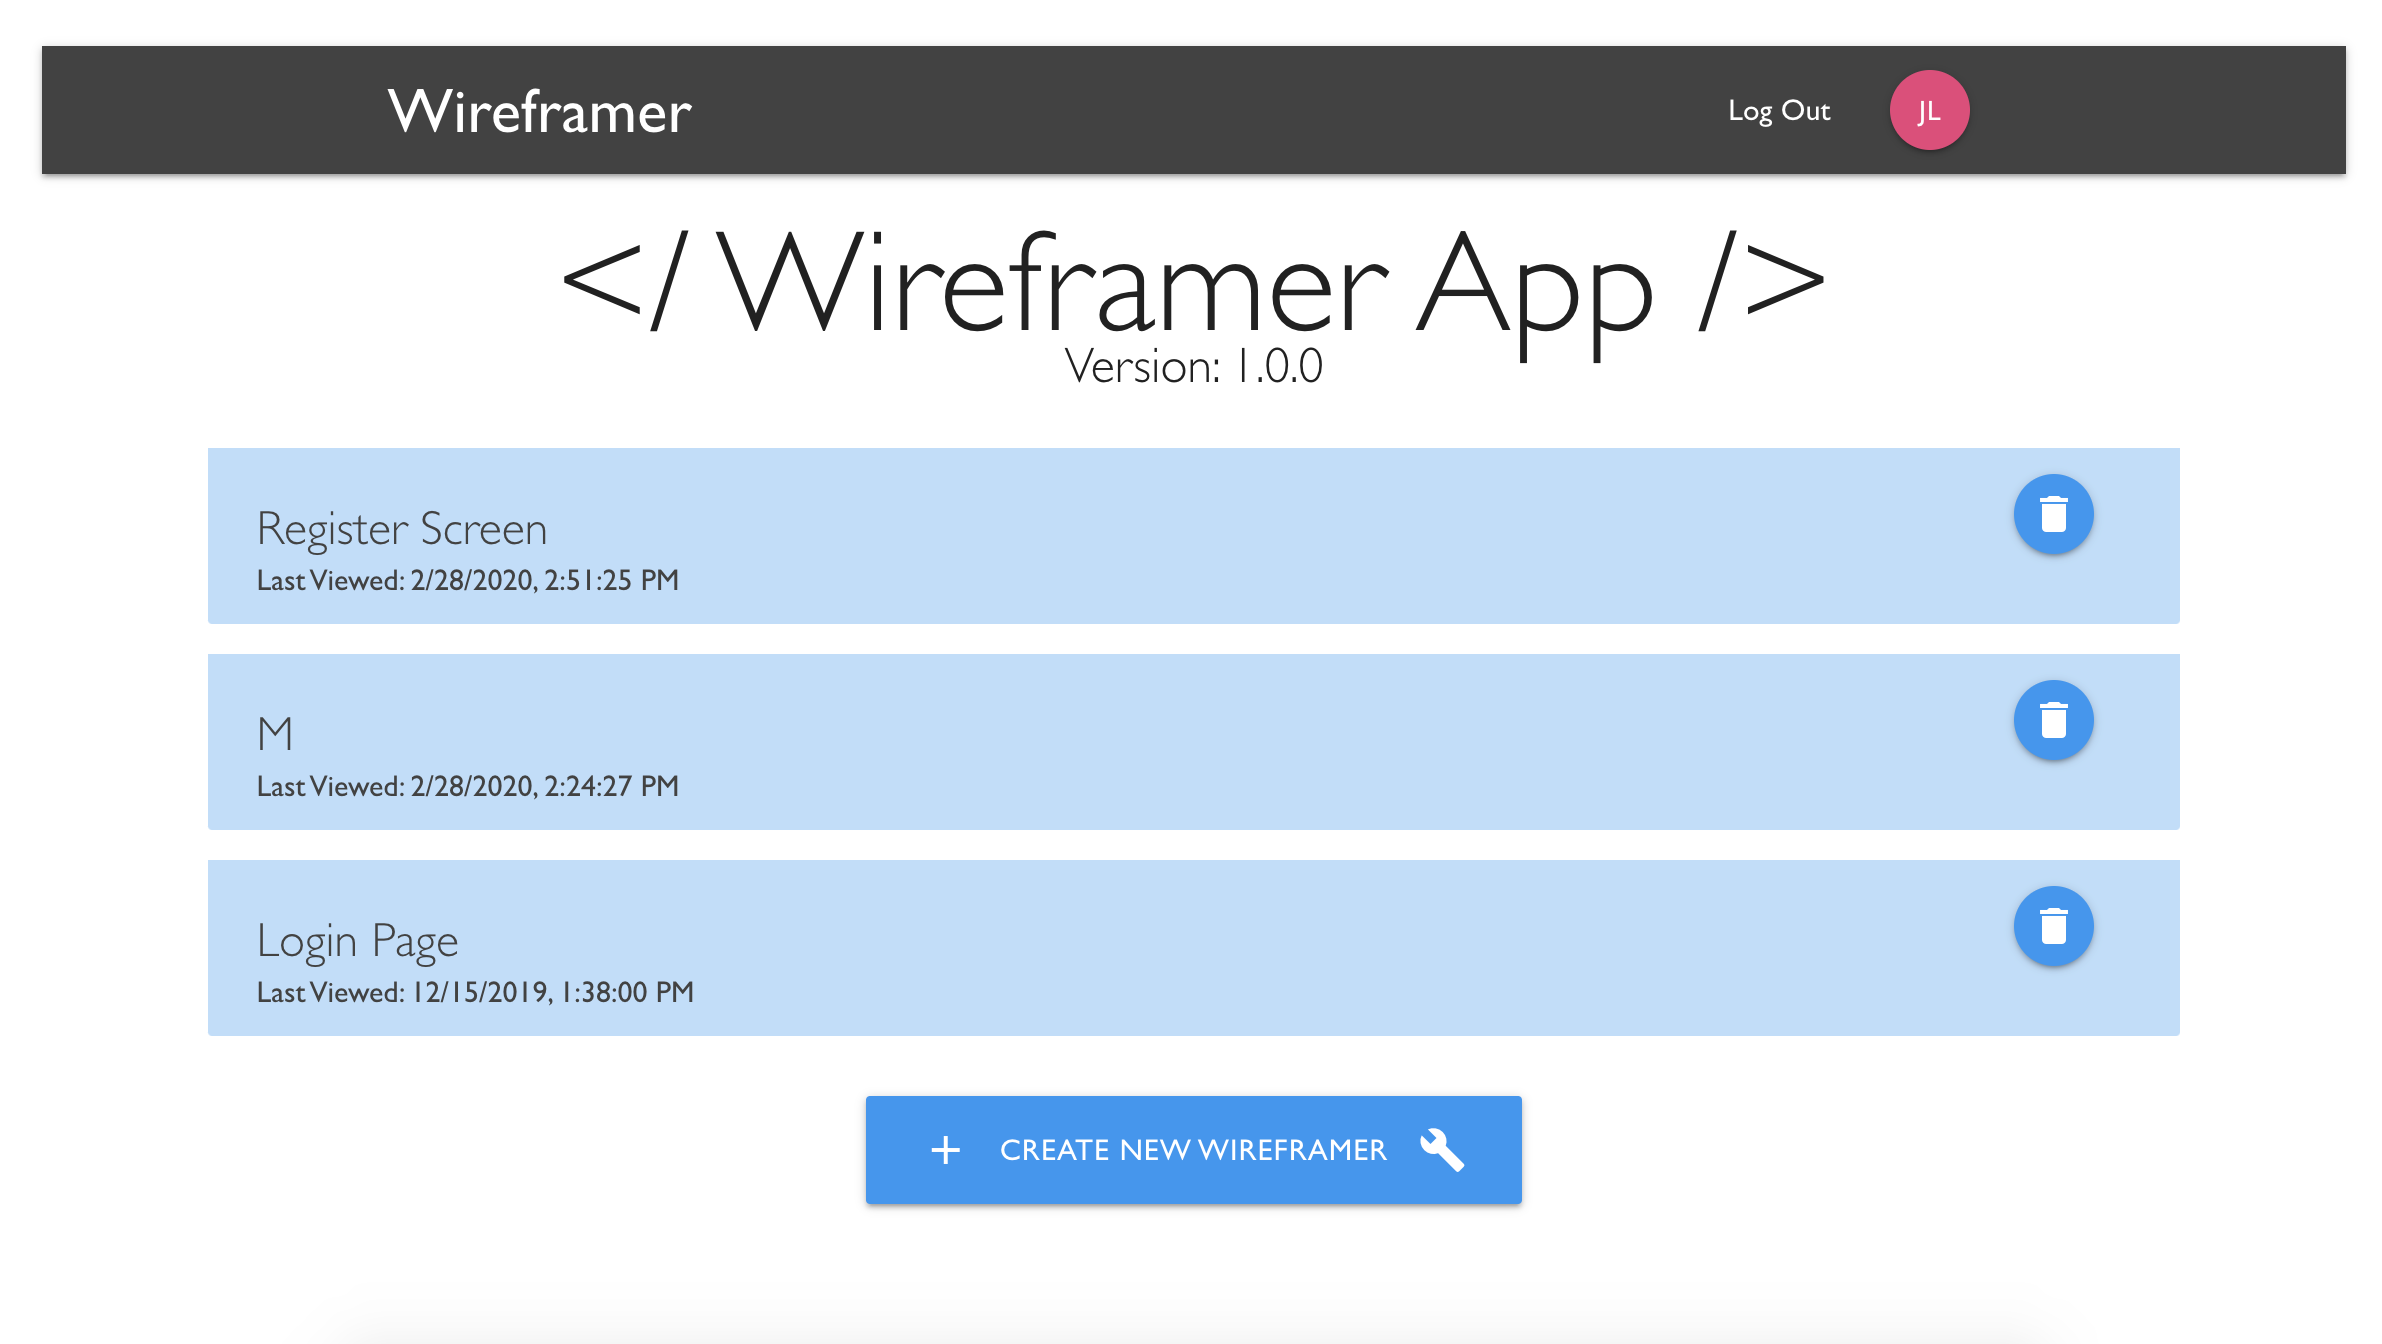 Wireframer
Log Out
JL
</ Wireframer App />
Version: 1.0.0
Register Screen
Last Viewed: 2/28/2020, 2:51:25 PM
M
Last Viewed: 2/28/2020, 2:24:27 PM
Login Page
Last Viewed: 12/15/2019, 1:38:00 PM
CREATE NEW WIREFRAMER